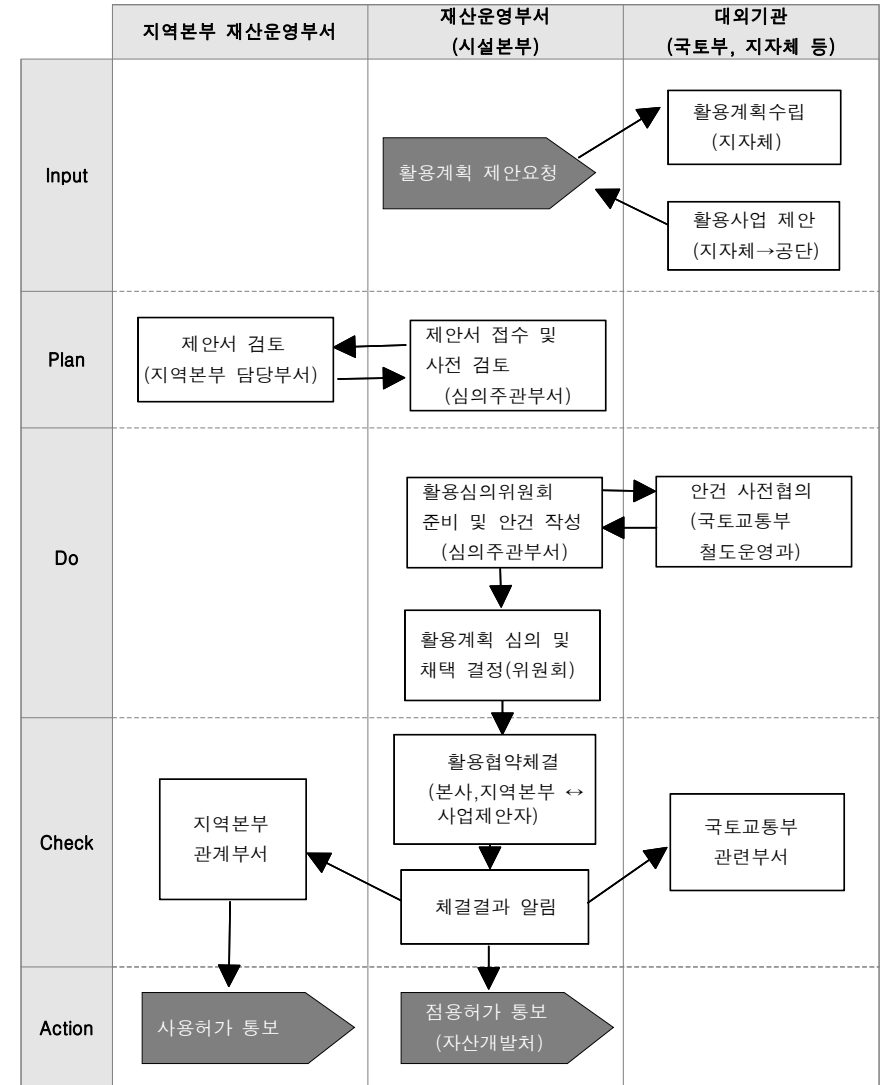 지역본부 재산운영부서
재산운영부서
(시설본부)
대외기관
(국토부, 지자체 등)
Input
활용계획 제안요청
활용계획수립
(지자체)
활용사업 제안
(지자체→공단)
Plan
제안서 검토
(지역본부 담당부서)
제안서 접수 및
사전 검토
(심의주관부서)
Do
활용심의위원회
준비 및 안건 작성
(심의주관부서)
안건 사전협의
(국토교통부
철도운영과)
활용계획 심의 및
채택 결정(위원회)
Check
지역본부
관계부서
활용협약체결
(본사,지역본부 ↔
사업제안자)
국토교통부
관련부서
체결결과 알림
Action
사용허가 통보
점용허가 통보
(자산개발처)